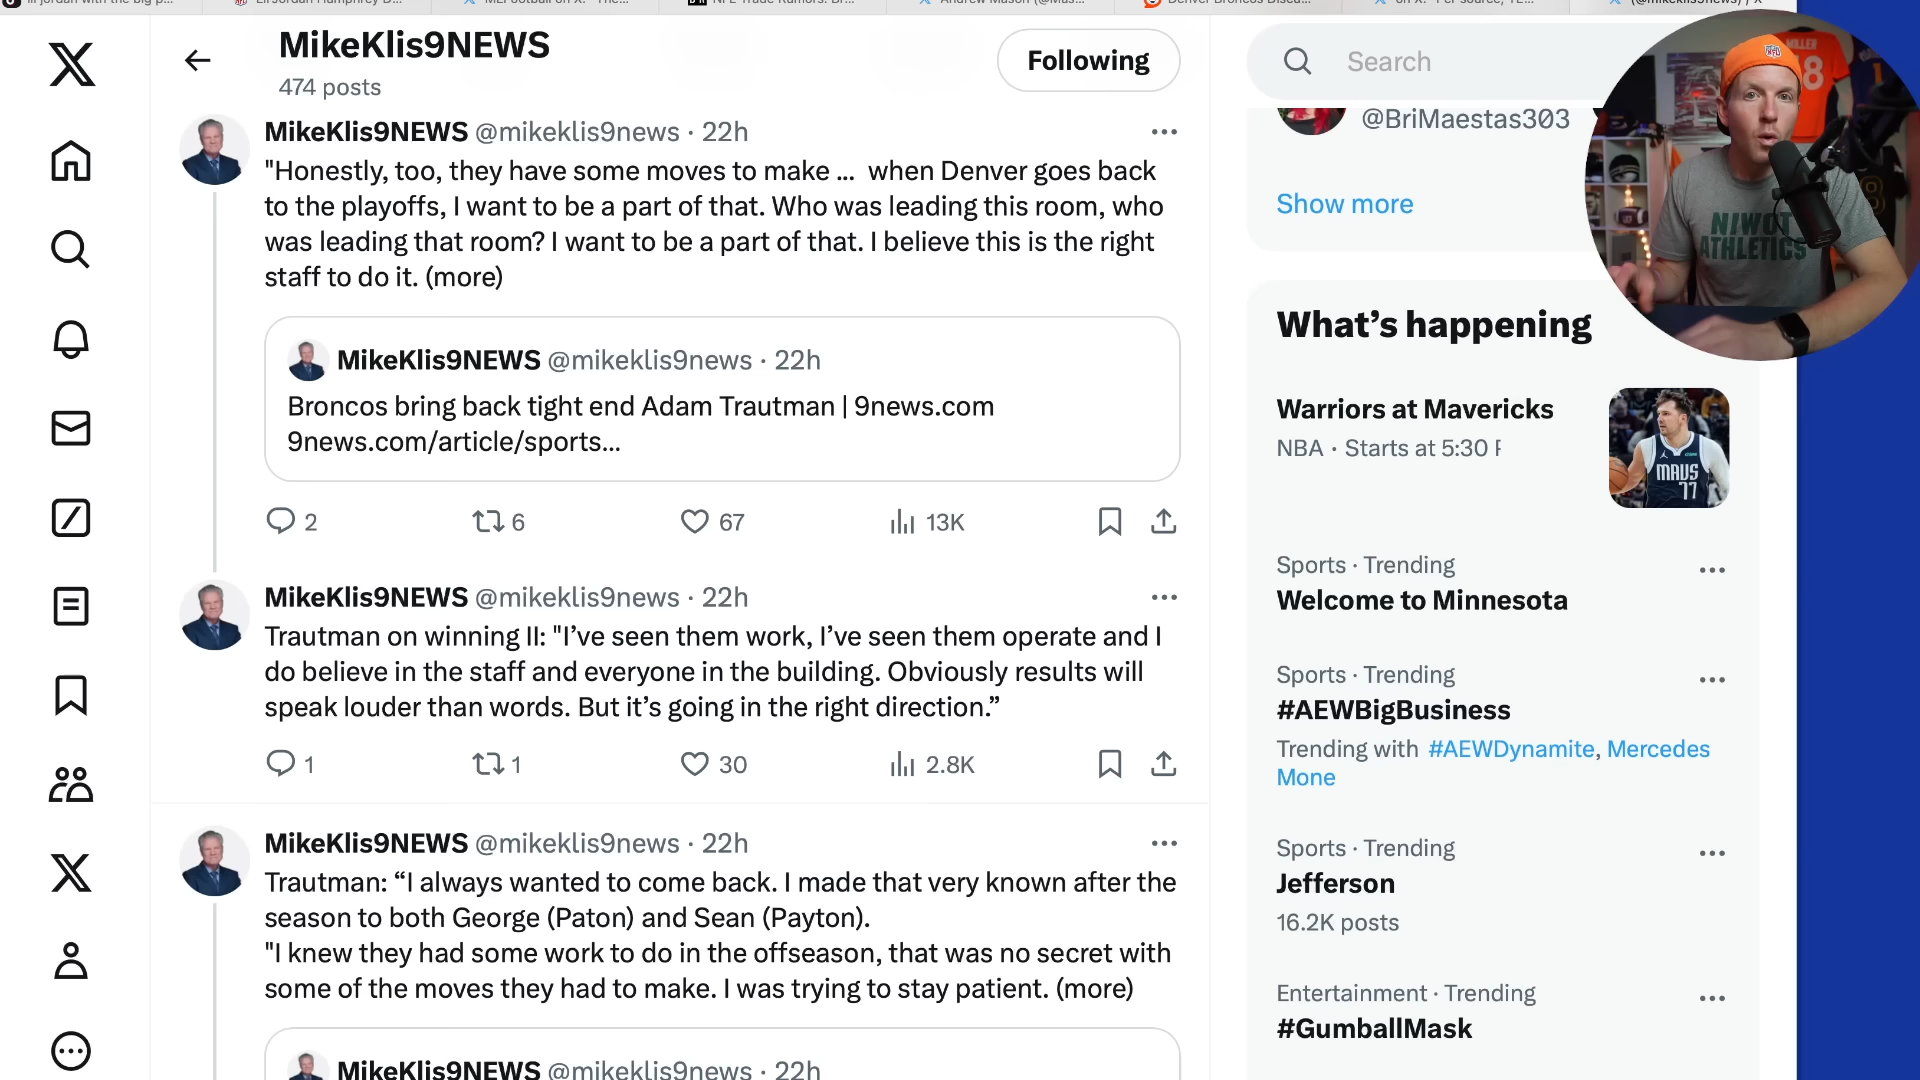 MikeKlis9NEWS
474 posts
Following
Search
MikeKlis9NEWS @mikeklis9news · 22h
"Honestly, too, they have some moves to make ... when Denver goes back
to the playoffs, I want to be a part of that. Who was leading this room, who
was leading that room? I want to be a part of that. I believe this is the right
staff to do it. (more)
MikeKlis9NEWS @mikeklis9news · 22h
Broncos bring back tight end Adam Trautman | 9news.com
9news.com/article/sports...
2
6
67
13K
MikeKlis9NEWS @mikeklis9news · 22h
Trautman on winning II: "I’ve seen them work, I’ve seen them operate and I
do believe in the staff and everyone in the building. Obviously results will
speak louder than words. But it’s going in the right direction.”
1
1
30
2.8K
MikeKlis9NEWS @mikeklis9news · 22h
Trautman: “I always wanted to come back. I made that very known after the
season to both George (Paton) and Sean (Payton).
"I knew they had some work to do in the offseason, that was no secret with
some of the moves they had to make. I was trying to stay patient. (more)
MikeKlis9NEWS @mikeklis9news · 22h
@BriMaestas303
Show more
What’s happening
Warriors at Mavericks
NBA · Starts at 5:30
MAVS
77
Sports · Trending
Welcome to Minnesota
Sports · Trending
#AEWBigBusiness
Trending with #AEWDynamite, Mercedes
Mone
Sports · Trending
Jefferson
16.2K posts
Entertainment · Trending
#GumballMask
NIWOT
ATHLETICS